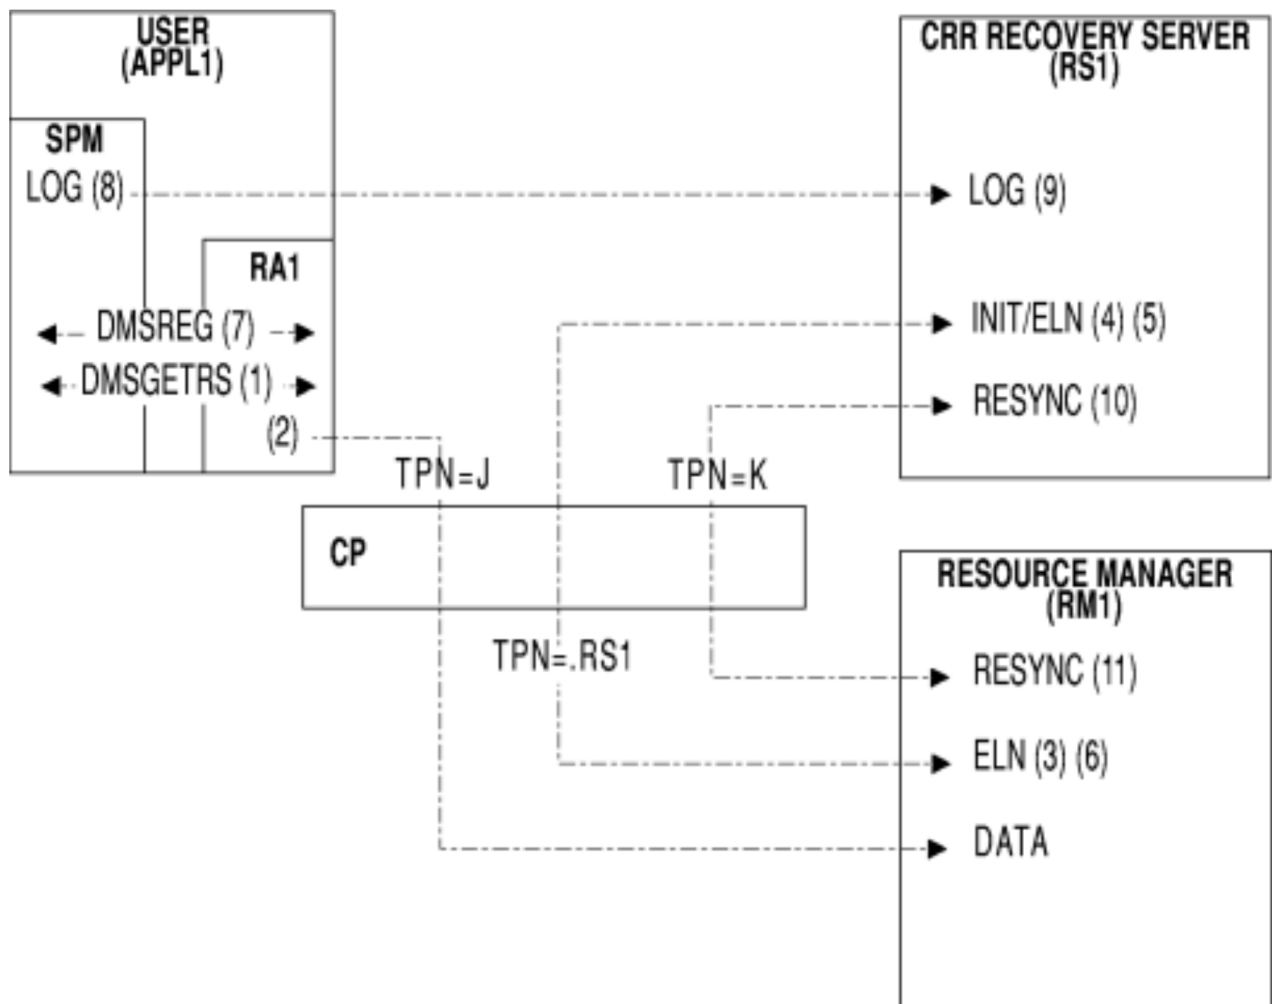 USER
(APPL1)
SPM
LOG (8)
RA1
DMSREG (7)
DMSGETRS (1)
(2)
CRR RECOVERY SERVER
(RS1)
LOG (9)
INIT/ELN (4) (5)
RESYNC (10)
TPN=J
TPN=K
CP
TPN=.RS1
RESOURCE MANAGER
(RM1)
RESYNC (11)
ELN (3) (6)
DATA